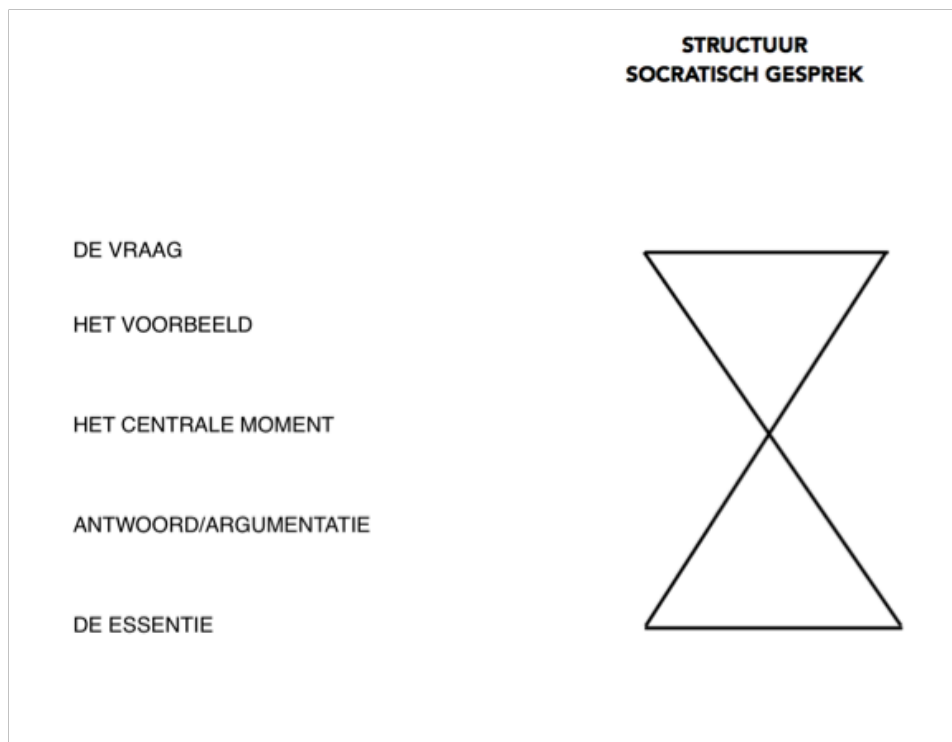 STRUCTUUR
SOCRATISCH GESPREK
DE VRAAG
HET VOORBEELD
HET CENTRALE MOMENT
ANTWOORD/ARGUMENTATIE
DE ESSENTIE